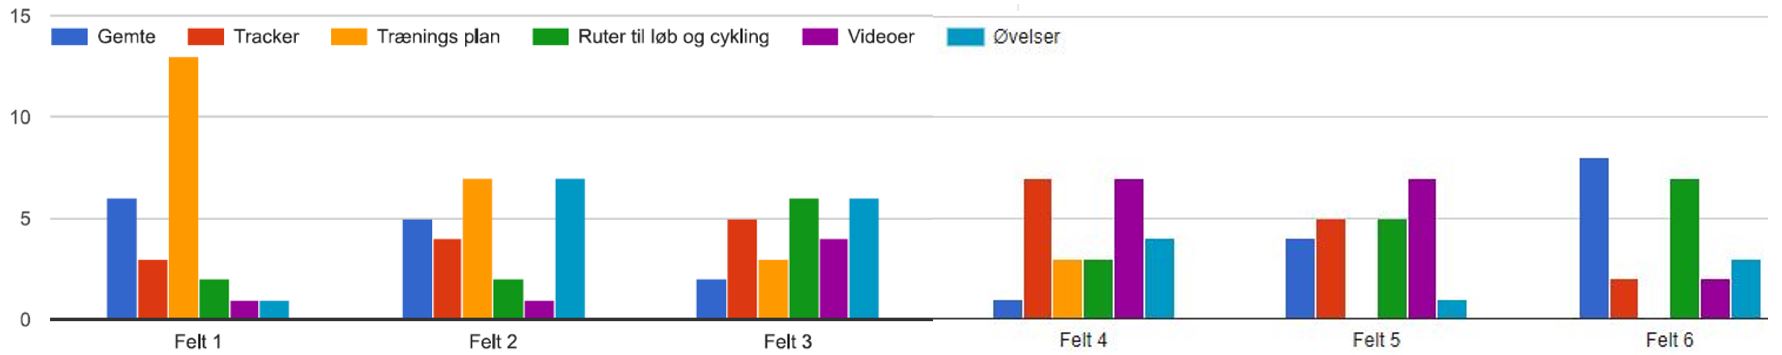 15
Gemte Tracker Trænings plan Ruter til løb og cykling Videoer Øvelser
10
5
0
Felt 1 Felt 2 Felt 3 Felt 4 Felt 5 Felt 6